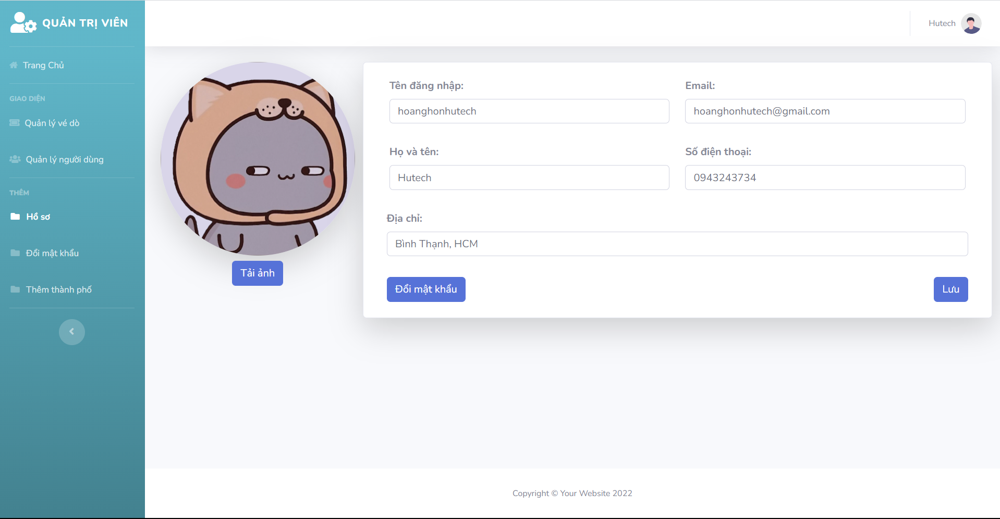 QUẢN TRỊ VIÊN
Trang Chủ
GIAO DIỆN
Quản lý vé dò
Quản lý người dùng
THÊM
Hồ sơ
Đổi mật khẩu
Thêm thành phố
Hutech
Tên đăng nhập:
hoanghonhutech
Email:
hoanghonhutech@gmail.com
Họ và tên:
Hutech
Số điện thoại:
0943243734
Địa chỉ:
Bình Thạnh, HCM
Tải ảnh
Đổi mật khẩu
Lưu
Copyright © Your Website 2022